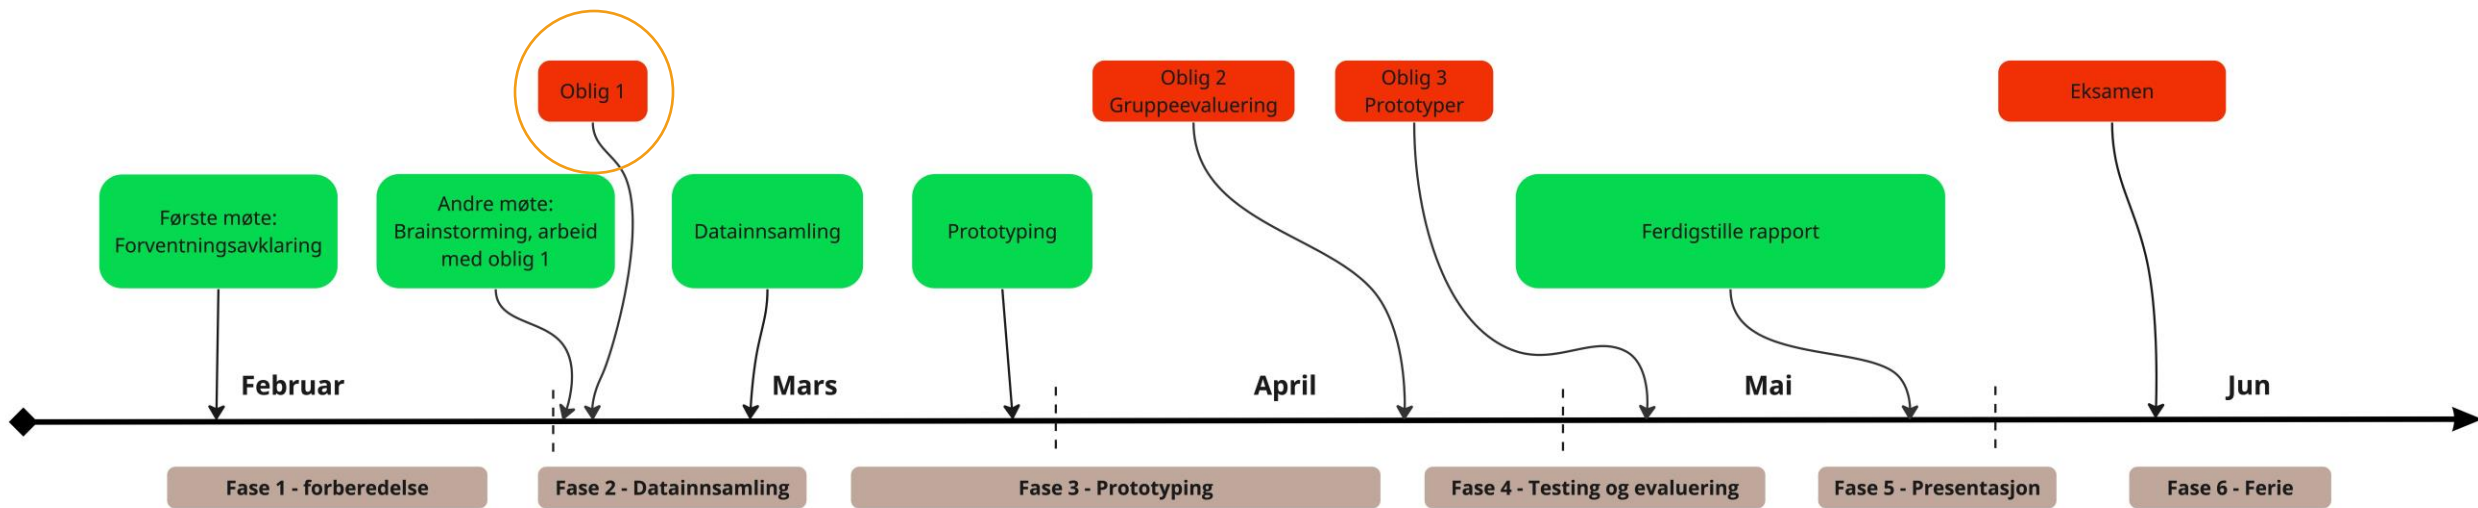 Oblig 1
Oblig 2
Gruppeevaluering
Oblig 3
Prototyper
Eksamen
Første møte:
Forventningsavklaring
Andre møte:
Brainstorming, arbeid
med oblig 1
Datainnsamling
Prototyping
Ferdigstille rapport
Februar
Mars
April
Mai
Jun
Fase 1 - forberedelse
Fase 2 - Datainnsamling
Fase 3 - Prototyping
Fase 4 - Testing og evaluering
Fase 5 - Presentasjon
Fase 6 - Ferie